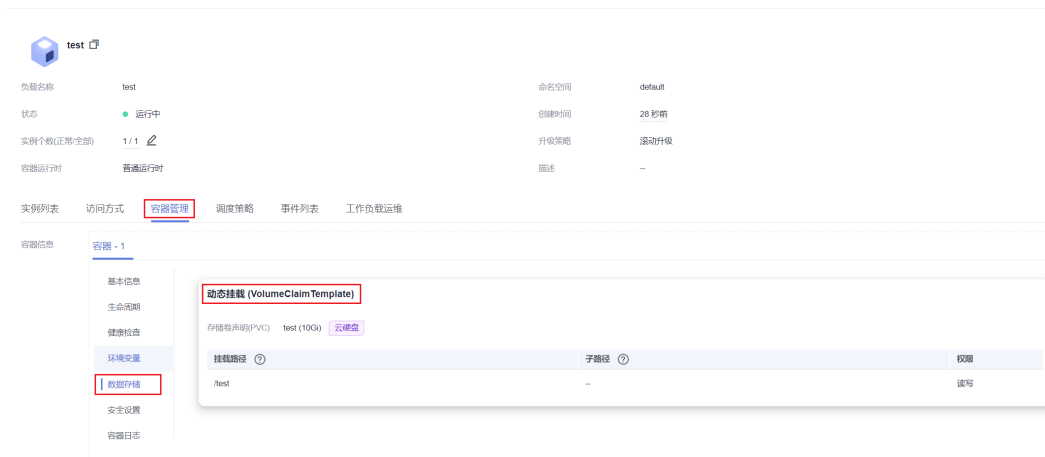 test
负载名称 test 命名空间 default
状态 运行中 创建时间 28 秒前
实例个数(正常/全部) 1 / 1 升级策略 滚动升级
容器运行时 普通运行时 描述 --
实例列表 访问方式 容器管理 调度策略 事件列表 工作负载运维
容器信息 容器 - 1
基本信息
生命周期
健康检查
环境变量
数据存储
安全设置
容器日志
动态挂载 (VolumeClaimTemplate)
存储卷声明(PVC) test (10Gi) 云硬盘
挂载路径 ? 子路径 ? 权限
/test -- 读写